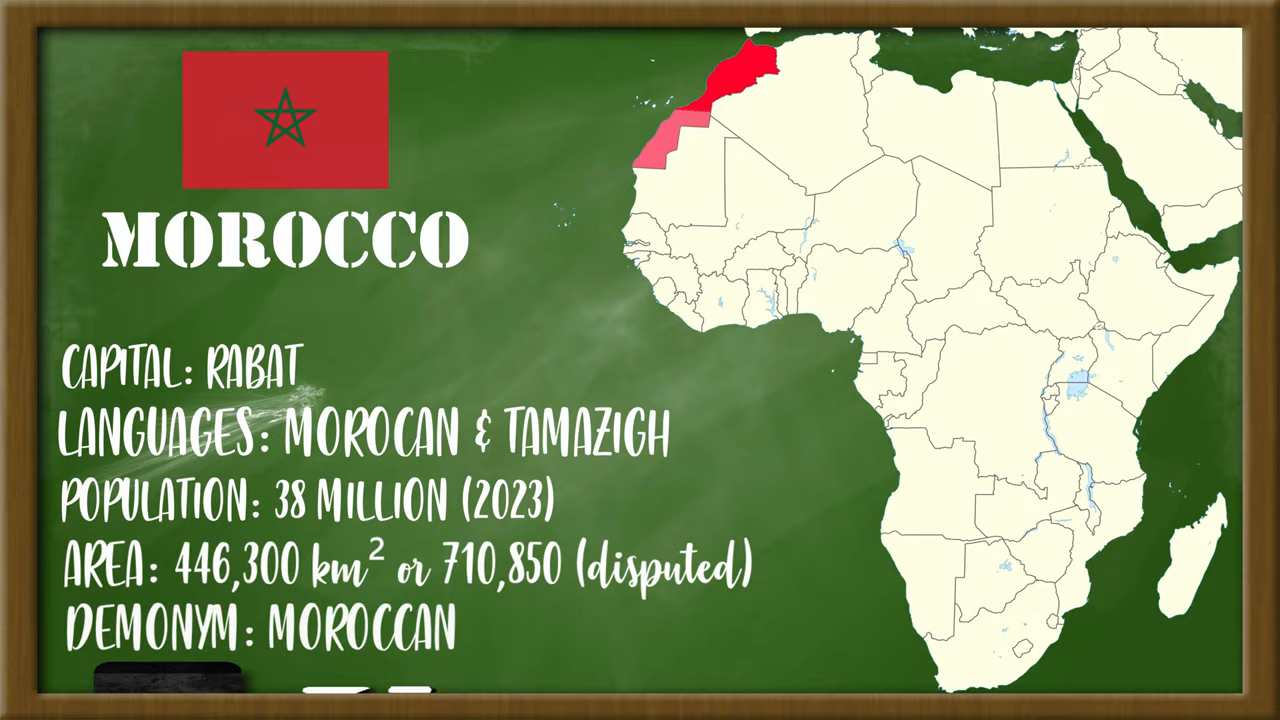 MOROCCO
CAPITAL: RABAT
LANGUAGES: MOROCAN & TAMAZIGH
POPULATION: 38 MILLION (2023)
AREA: 446,300 km² or 710,850 (disputed)
DEMONYM: MOROCCAN